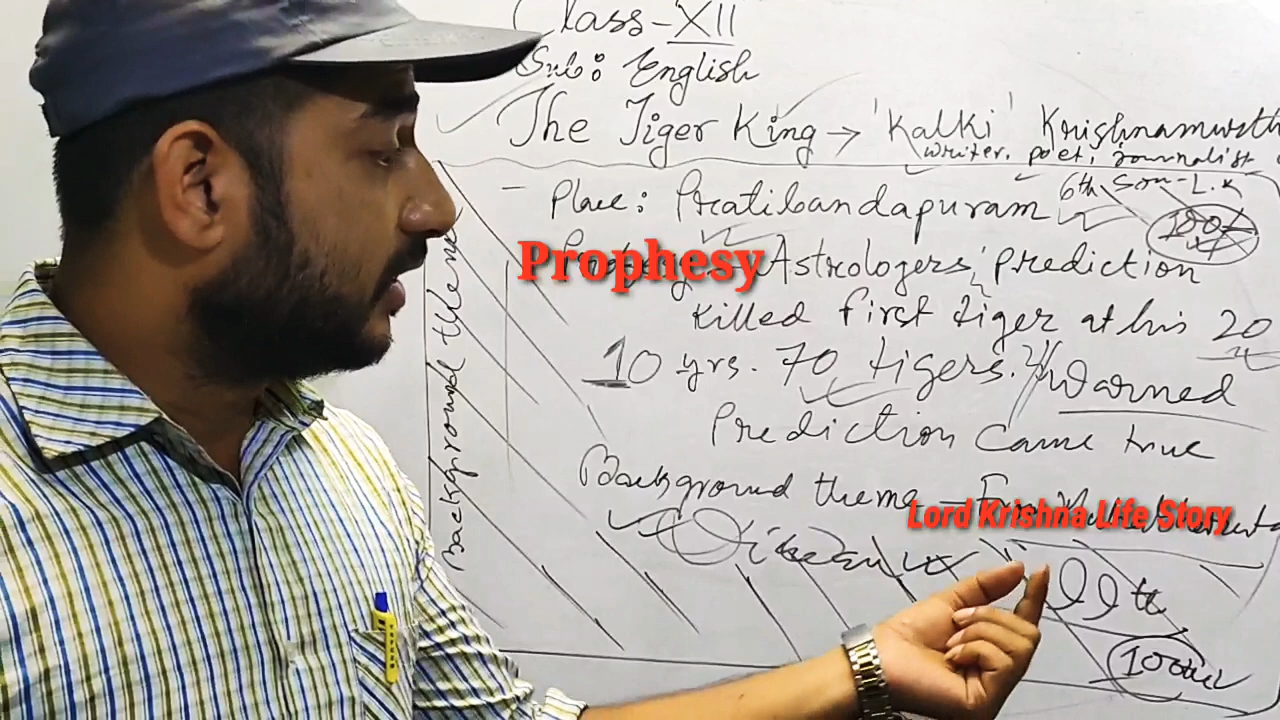 Class-XII
Sub: English
The Tiger King → 'Kalki' Krishnamurth
writer, poet, journalist
Place: Pratibandapuram
6th Son-L.K
100th
Prophesy - Astrologers' Prediction
killed first tiger at his 20
10 yrs. 70 tigers. Warned
Prediction came true
Background theme -
Lord Krishna Life Story
99th
100th
Background theme